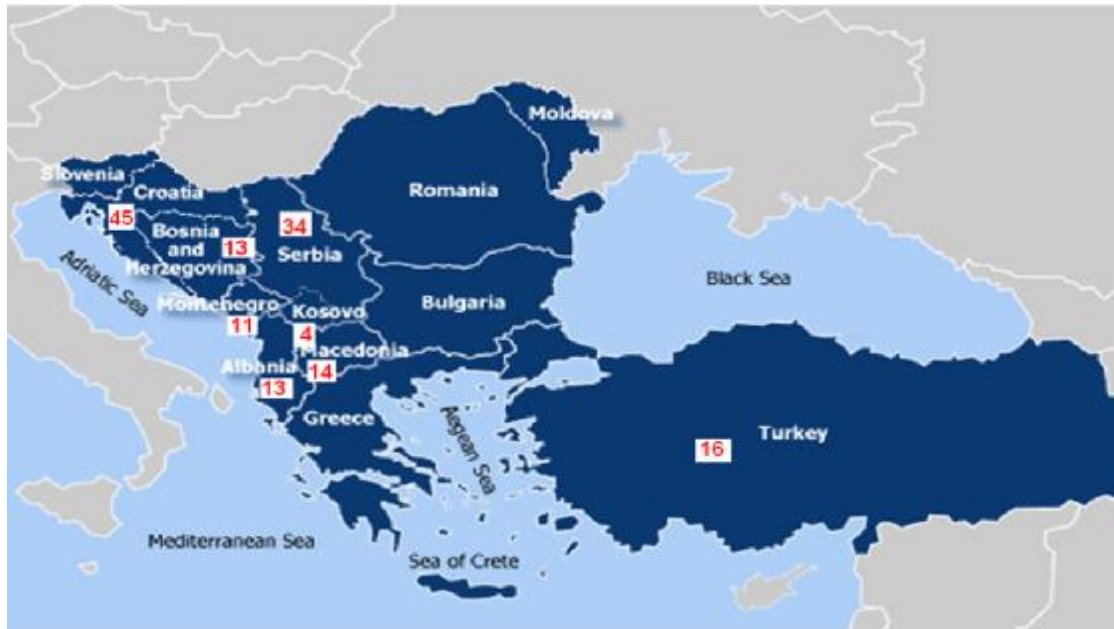 Moldova
Slovenia
Croatia
Romania
45
Bosnia
and
Herzegovina
13
34
Serbia
Adriatic Sea
Black Sea
Montenegro
11
Kosovo
4
Bulgaria
Macedonia
14
Albania
13
Greece
Aegean Sea
Turkey
16
Mediterranean Sea
Sea of Crete